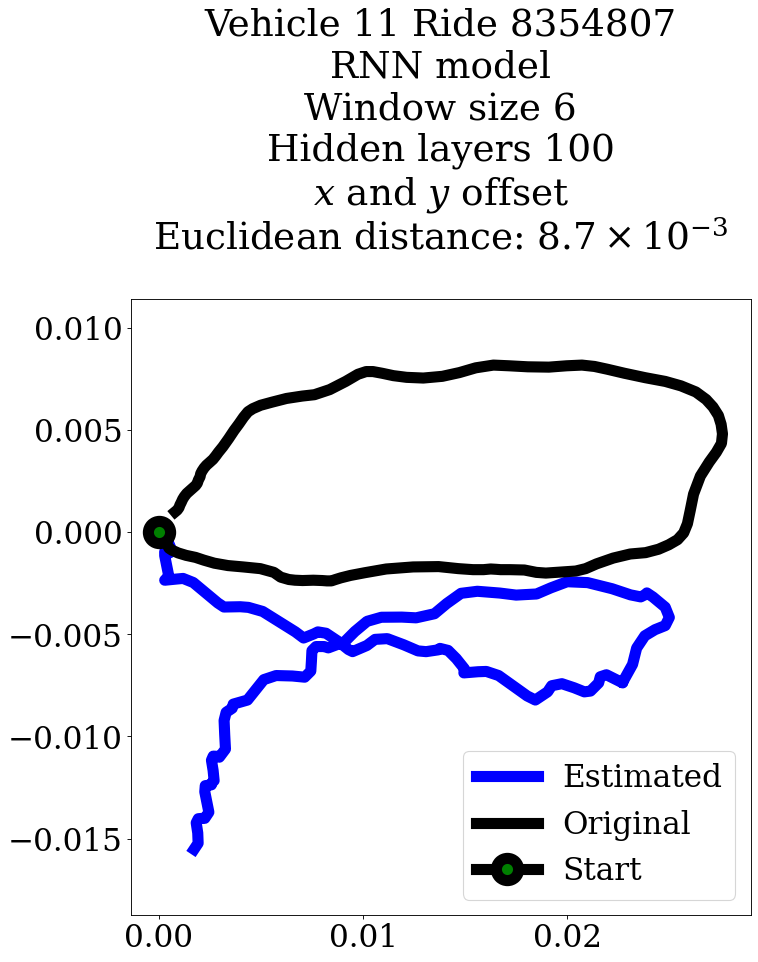 Vehicle 11 Ride 8354807
RNN model
Window size 6
Hidden layers 100
x and y offset
Euclidean distance: 8.7 × 10⁻³
0.010
0.005
0.000
−0.005
−0.010
−0.015
Estimated
Original
Start
0.00 0.01 0.02